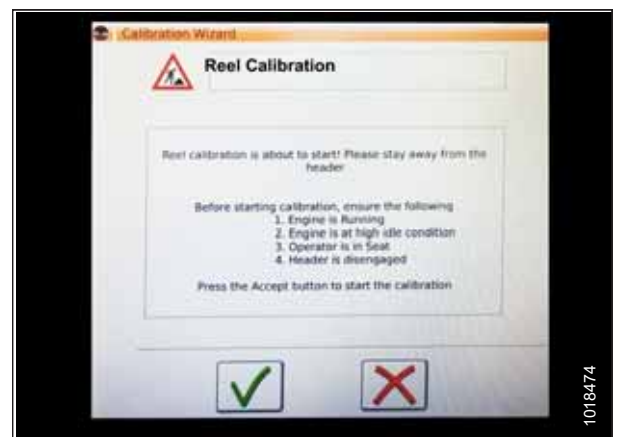 Calibration Wizard
Reel Calibration
Reel calibration is about to start! Please stay away from the
header
Before starting calibration, ensure the following
1. Engine is Running
2. Engine is at high idle condition
3. Operator is in Seat
4. Header is disengaged
Press the Accept button to start the calibration
1018474